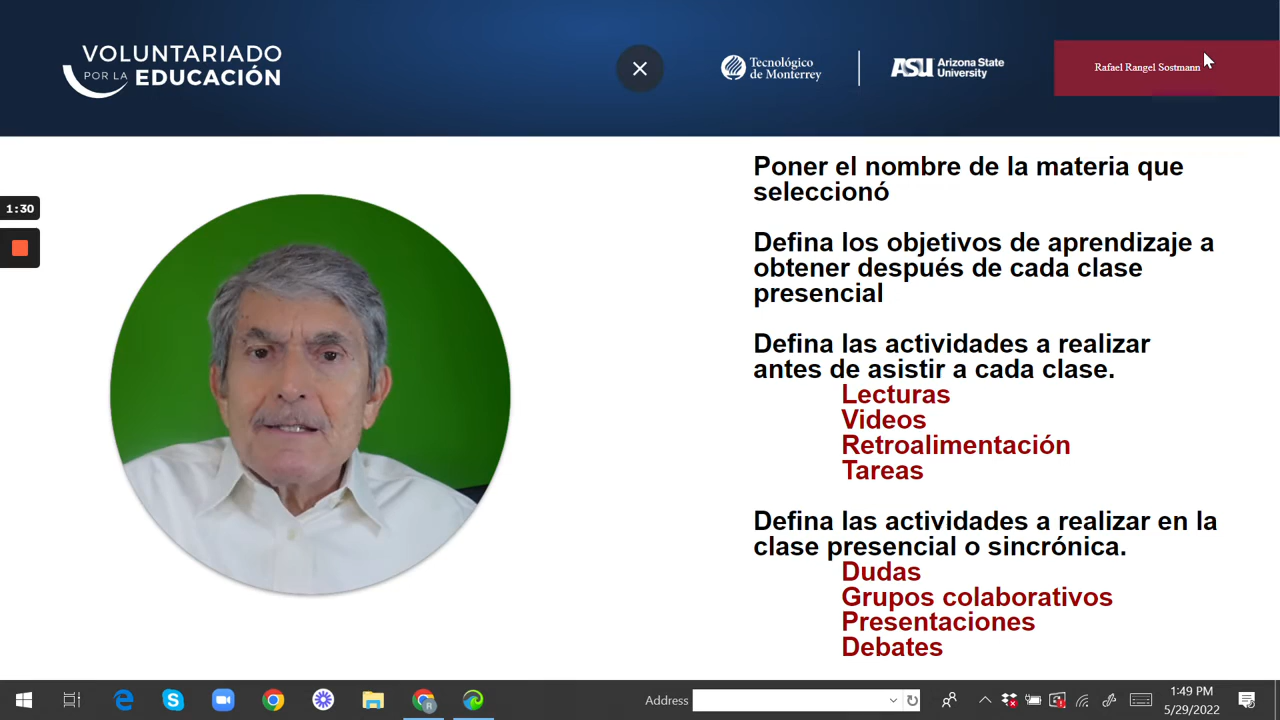 VOLUNTARIADO
POR LA EDUCACIÓN
Tecnológico
de Monterrey
ASU Arizona State
University
Rafael Rangel Sostmann
Poner el nombre de la materia que
seleccionó
Defina los objetivos de aprendizaje a
obtener después de cada clase
presencial
Defina las actividades a realizar
antes de asistir a cada clase.
Lecturas
Videos
Retroalimentación
Tareas
Defina las actividades a realizar en la
clase presencial o sincrónica.
Dudas
Grupos colaborativos
Presentaciones
Debates
1:30
Address
1:49 PM
5/29/2022